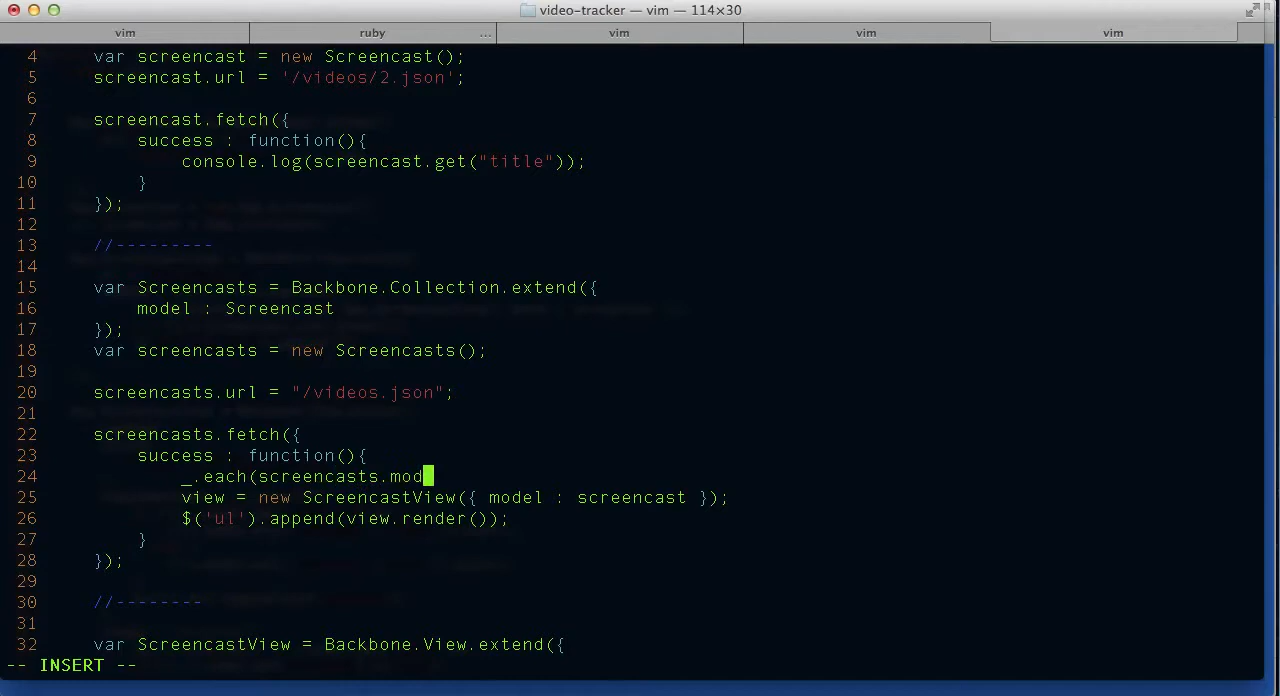 video-tracker — vim — 114×30
vim ruby ... vim vim vim
4 var screencast = new Screencast();
5 screencast.url = '/videos/2.json';
6
7 screencast.fetch({
8 success : function(){
9 console.log(screencast.get("title"));
10 }
11 });
12
13 //---------
14
15 var Screencasts = Backbone.Collection.extend({
16 model : Screencast
17 });
18 var screencasts = new Screencasts();
19
20 screencasts.url = "/videos.json";
21
22 screencasts.fetch({
23 success : function(){
24 _.each(screencasts.mod
25 view = new ScreencastView({ model : screencast });
26 $('ul').append(view.render());
27 }
28 });
29
30 //--------
31
32 var ScreencastView = Backbone.View.extend({
-- INSERT --